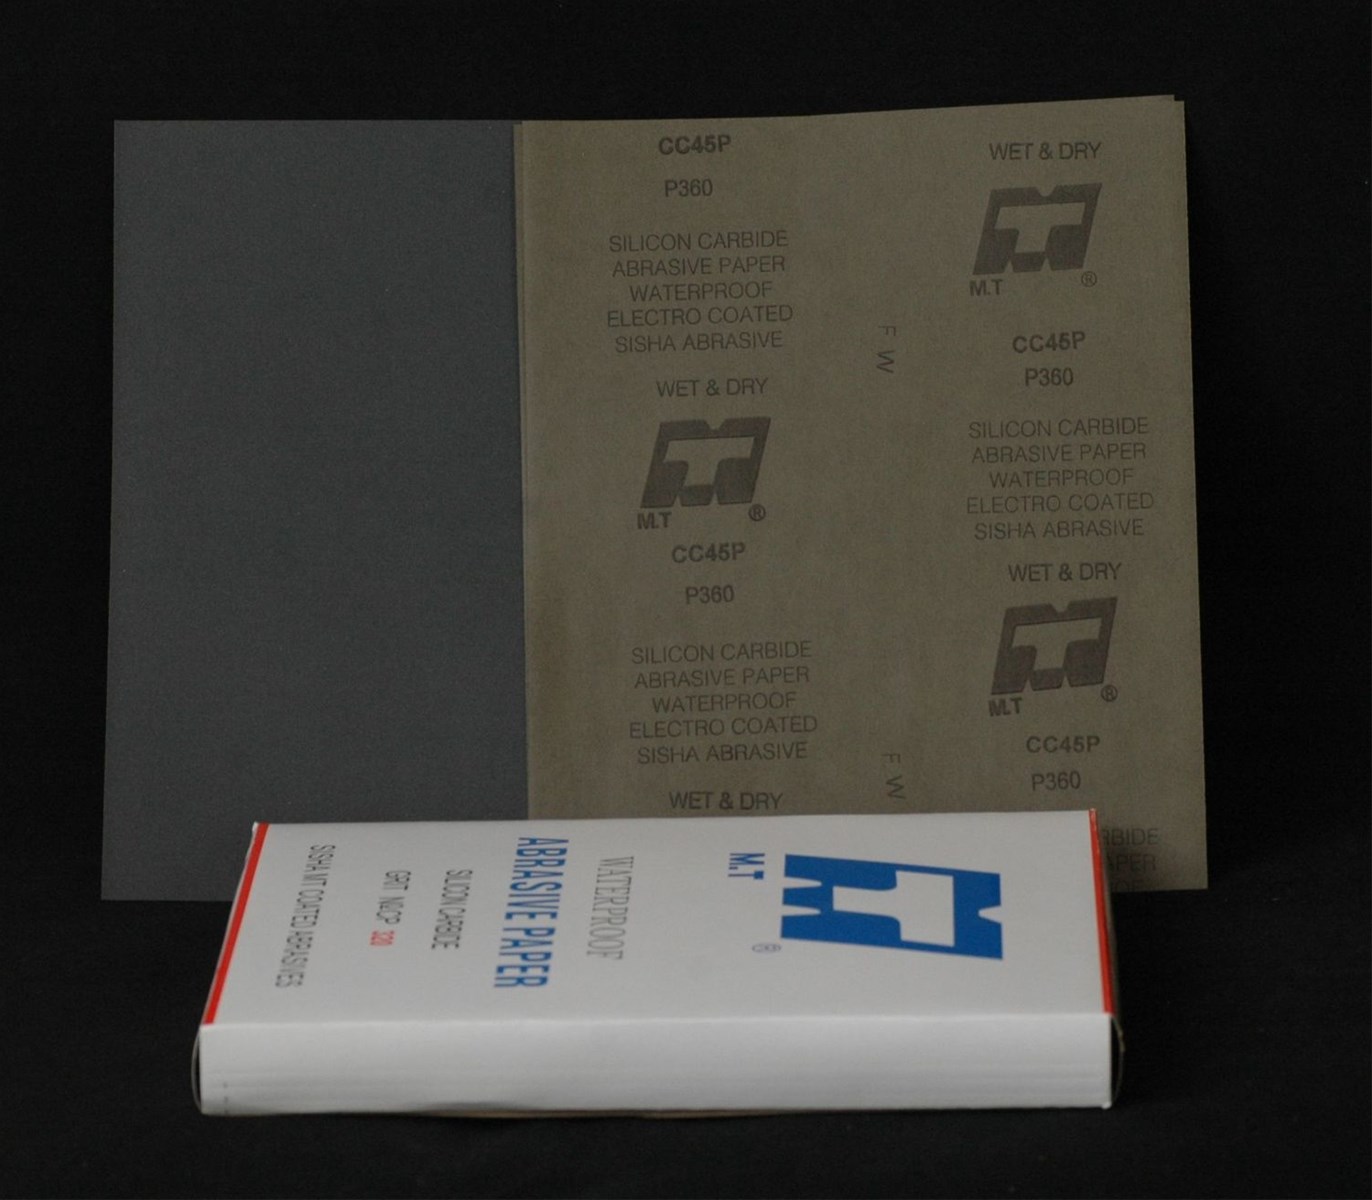 CC45P
P360
SILICON CARBIDE
ABRASIVE PAPER
WATERPROOF
ELECTRO COATED
SISHA ABRASIVE
WET & DRY
M.T ®
CC45P
P360
SILICON CARBIDE
ABRASIVE PAPER
WATERPROOF
ELECTRO COATED
SISHA ABRASIVE
WET & DRY
F W
F W
WET & DRY
M.T ®
CC45P
P360
SILICON CARBIDE
ABRASIVE PAPER
WATERPROOF
ELECTRO COATED
SISHA ABRASIVE
WET & DRY
M.T ®
CC45P
P360
M.T ®
WATERPROOF
ABRASIVE PAPER
SILICON CARBIDE
GRIT
320
SISHA MT COATED ABRASIVES